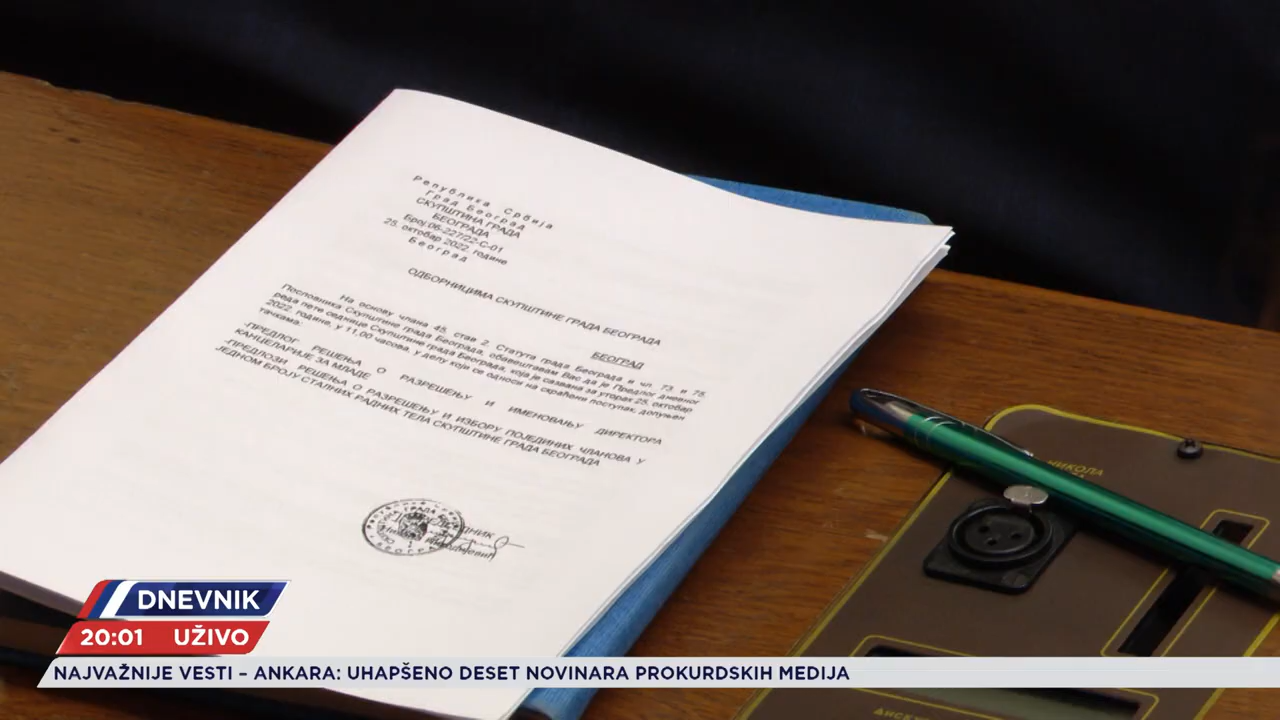 Република Србија
Град Београд
СКУПШТИНА ГРАДА
БЕОГРАДА
Број:06-227/22-С-01
25. октобар 2022. године
Београд
ОДБОРНИЦИМА СКУПШТИНЕ ГРАДА БЕОГРАДА
БЕОГРАД
На основу члана 45. став 2. Статута града Београда и чл. 73. и 75.
Пословника Скупштине града Београда, обавештавам Вас да је Предлог дневног
реда пете седнице Скупштине града Београда, која је сазвана за уторак 25. октобар
2022. године, у 11,00 часова, у делу који се односи на скраћени поступак, допуњен
тачкама:
-ПРЕДЛОГ РЕШЕЊА О РАЗРЕШЕЊУ И ИМЕНОВАЊУ ДИРЕКТОРА
КАНЦЕЛАРИЈЕ ЗА МЛАДЕ
-ПРЕДЛОЗИ РЕШЕЊА О РАЗРЕШЕЊУ И ИЗБОРУ ПОЈЕДИНИХ ЧЛАНОВА У
ЈЕДНОМ БРОЈУ СТАЛНИХ РАДНИХ ТЕЛА СКУПШТИНЕ ГРАДА БЕОГРАДА
НИКОЛА
DNEVNIK
20:01 UŽIVO
NAJVAŽNIJE VESTI – ANKARA: UHAPŠENO DESET NOVINARA PROKURDSKIH MEDIJA